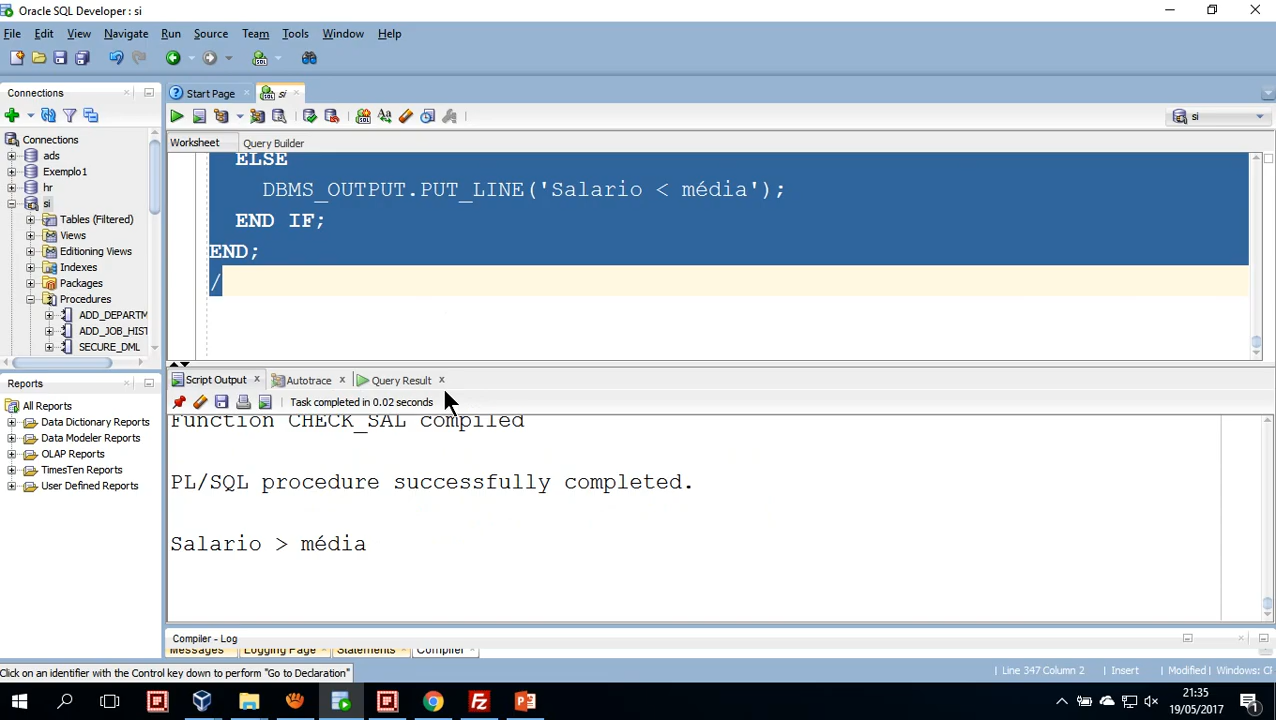 Oracle SQL Developer : si
File Edit View Navigate Run Source Team Tools Window Help
Connections
Start Page
si
si
Worksheet Query Builder
Connections
ads
Exemplo1
hr
si
Tables (Filtered)
Views
Editioning Views
Indexes
Packages
Procedures
ADD_DEPARTM
ADD_JOB_HIST
SECURE_DML
ELSE
DBMS_OUTPUT.PUT_LINE('Salario < média');
END IF;
END;
/
Reports
All Reports
Data Dictionary Reports
Data Modeler Reports
OLAP Reports
TimesTen Reports
User Defined Reports
Script Output Autotrace Query Result
Task completed in 0.02 seconds
Function CHECK_SAL compiled
PL/SQL procedure successfully completed.
Salario > média
Compiler - Log
Messages Logging Page Statements Compiler
Click on an identifier with the Control key down to perform "Go to Declaration"
Line 347 Column 2 Insert Modified Windows: CF
21:35
19/05/2017
1